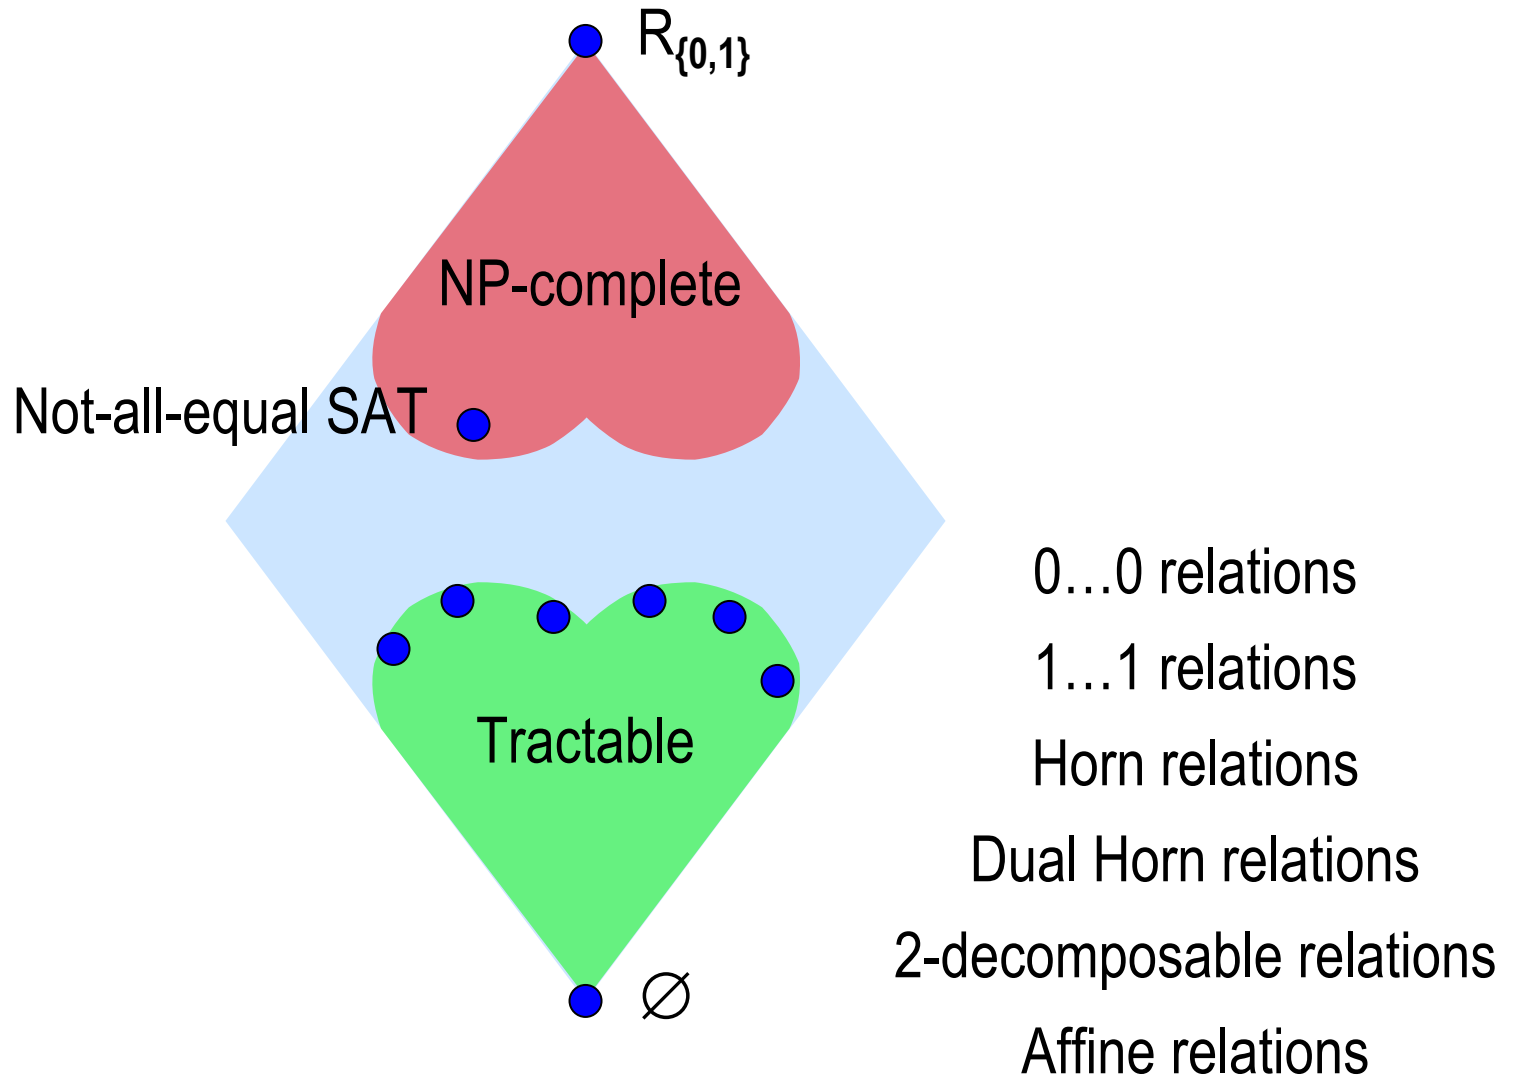 R{0,1}
NP-complete
Not-all-equal SAT
0…0 relations
1…1 relations
Horn relations
Tractable
Dual Horn relations
2-decomposable relations
∅
Affine relations